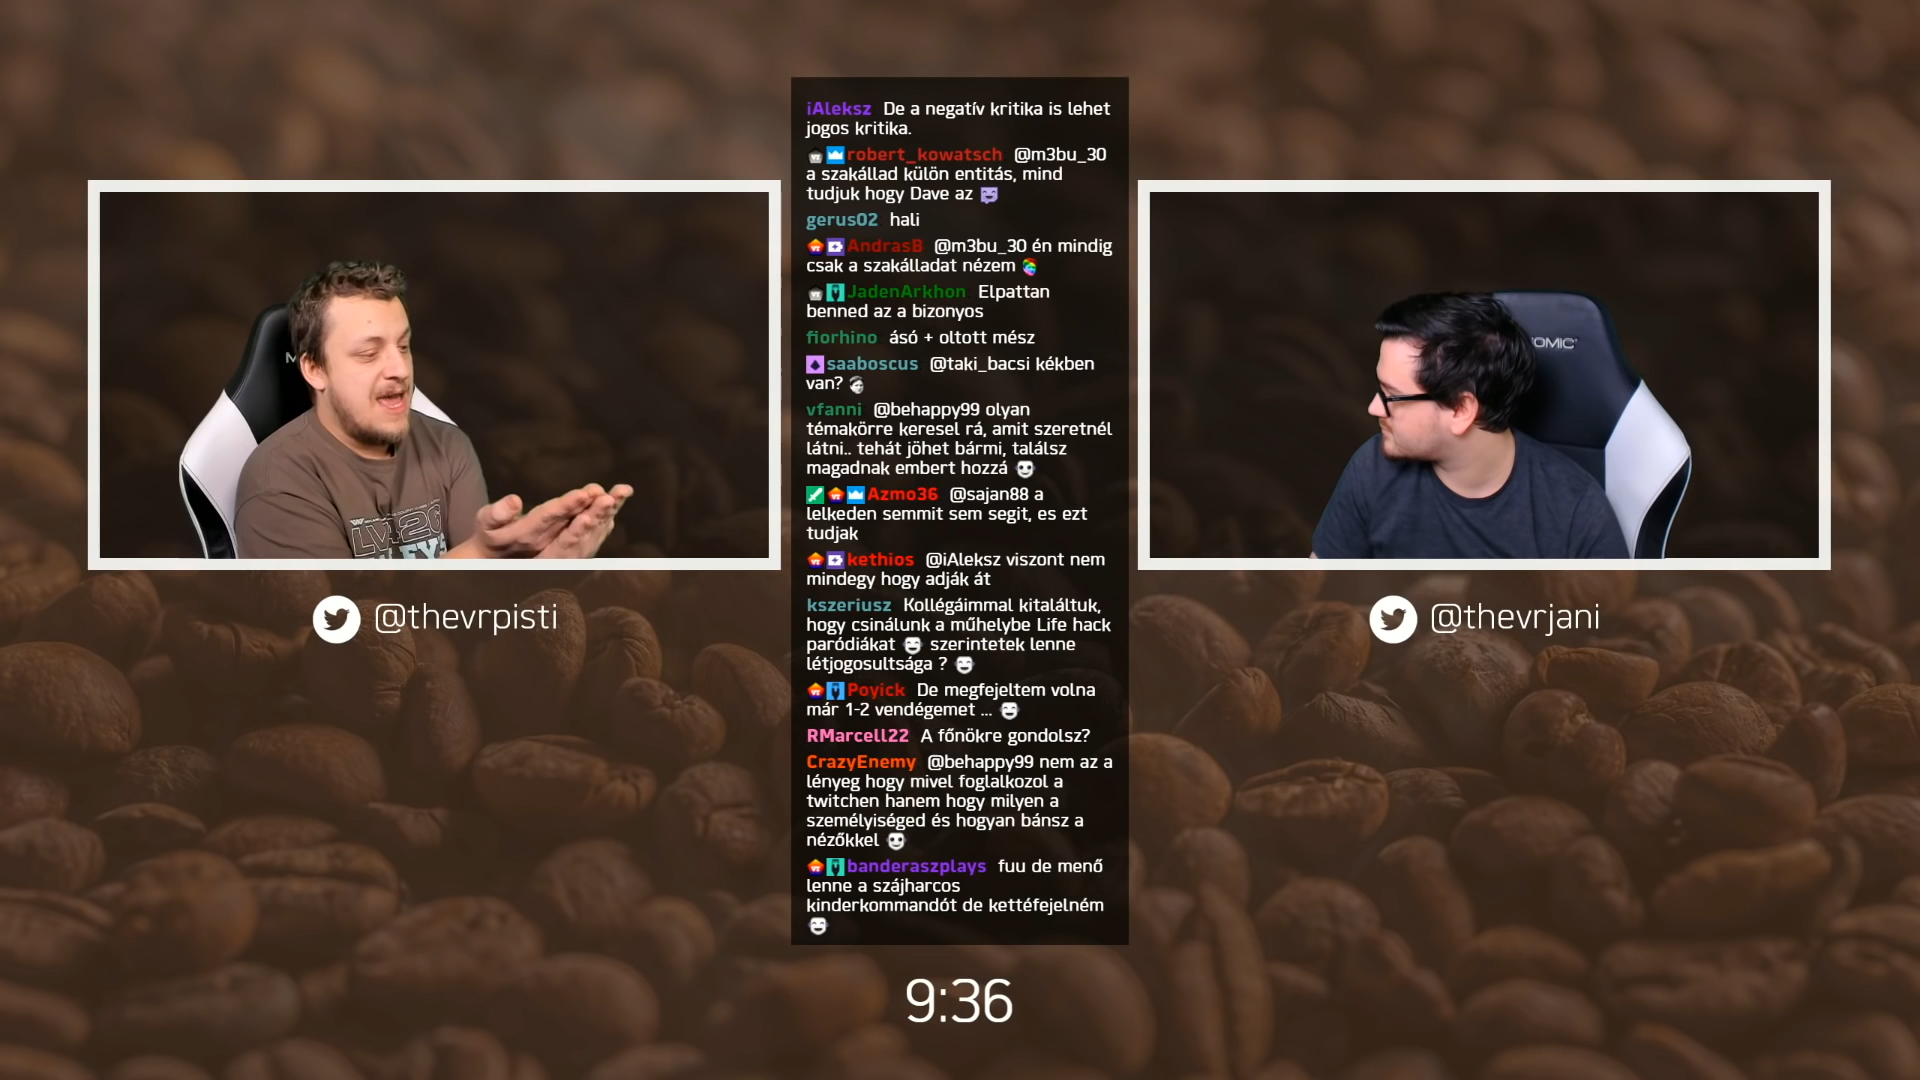 iAleksz De a negatív kritika is lehet
jogos kritika.
robert_kowatsch @m3bu_30
a szakállad külön entitás, mind
tudjuk hogy Dave az
gerus02 hali
AndrasB @m3bu_30 én mindig
csak a szakálladat nézem
JadenArkhon Elpattan
benned az a bizonyos
fiorhino ásó + oltott mész
saaboscus @taki_bacsi kékben
van?
vfanni @behappy99 olyan
témakörre keresel rá, amit szeretnél
látni.. tehát jöhet bármi, találsz
magadnak embert hozzá
Azmo36 @sajan88 a
lelkeden semmit sem segit, es ezt
tudjak
kethios @iAleksz viszont nem
mindegy hogy adják át
kszeriusz Kollégáimmal kitaláltuk,
hogy csinálunk a műhelybe Life hack
paródiákat szerintetek lenne
létjogosultsága ?
Poyick De megfejeltem volna
már 1-2 vendégemet ...
RMarcell22 A főnökre gondolsz?
CrazyEnemy @behappy99 nem az a
lényeg hogy mivel foglalkozol a
twitchen hanem hogy milyen a
személyiséged és hogyan bánsz a
nézőkkel
banderaszplays fuu de menő
lenne a szájharcos
kinderkommandót de kettéfejelném
LV426
OMIC
@thevrpisti
@thevrjani
9:36